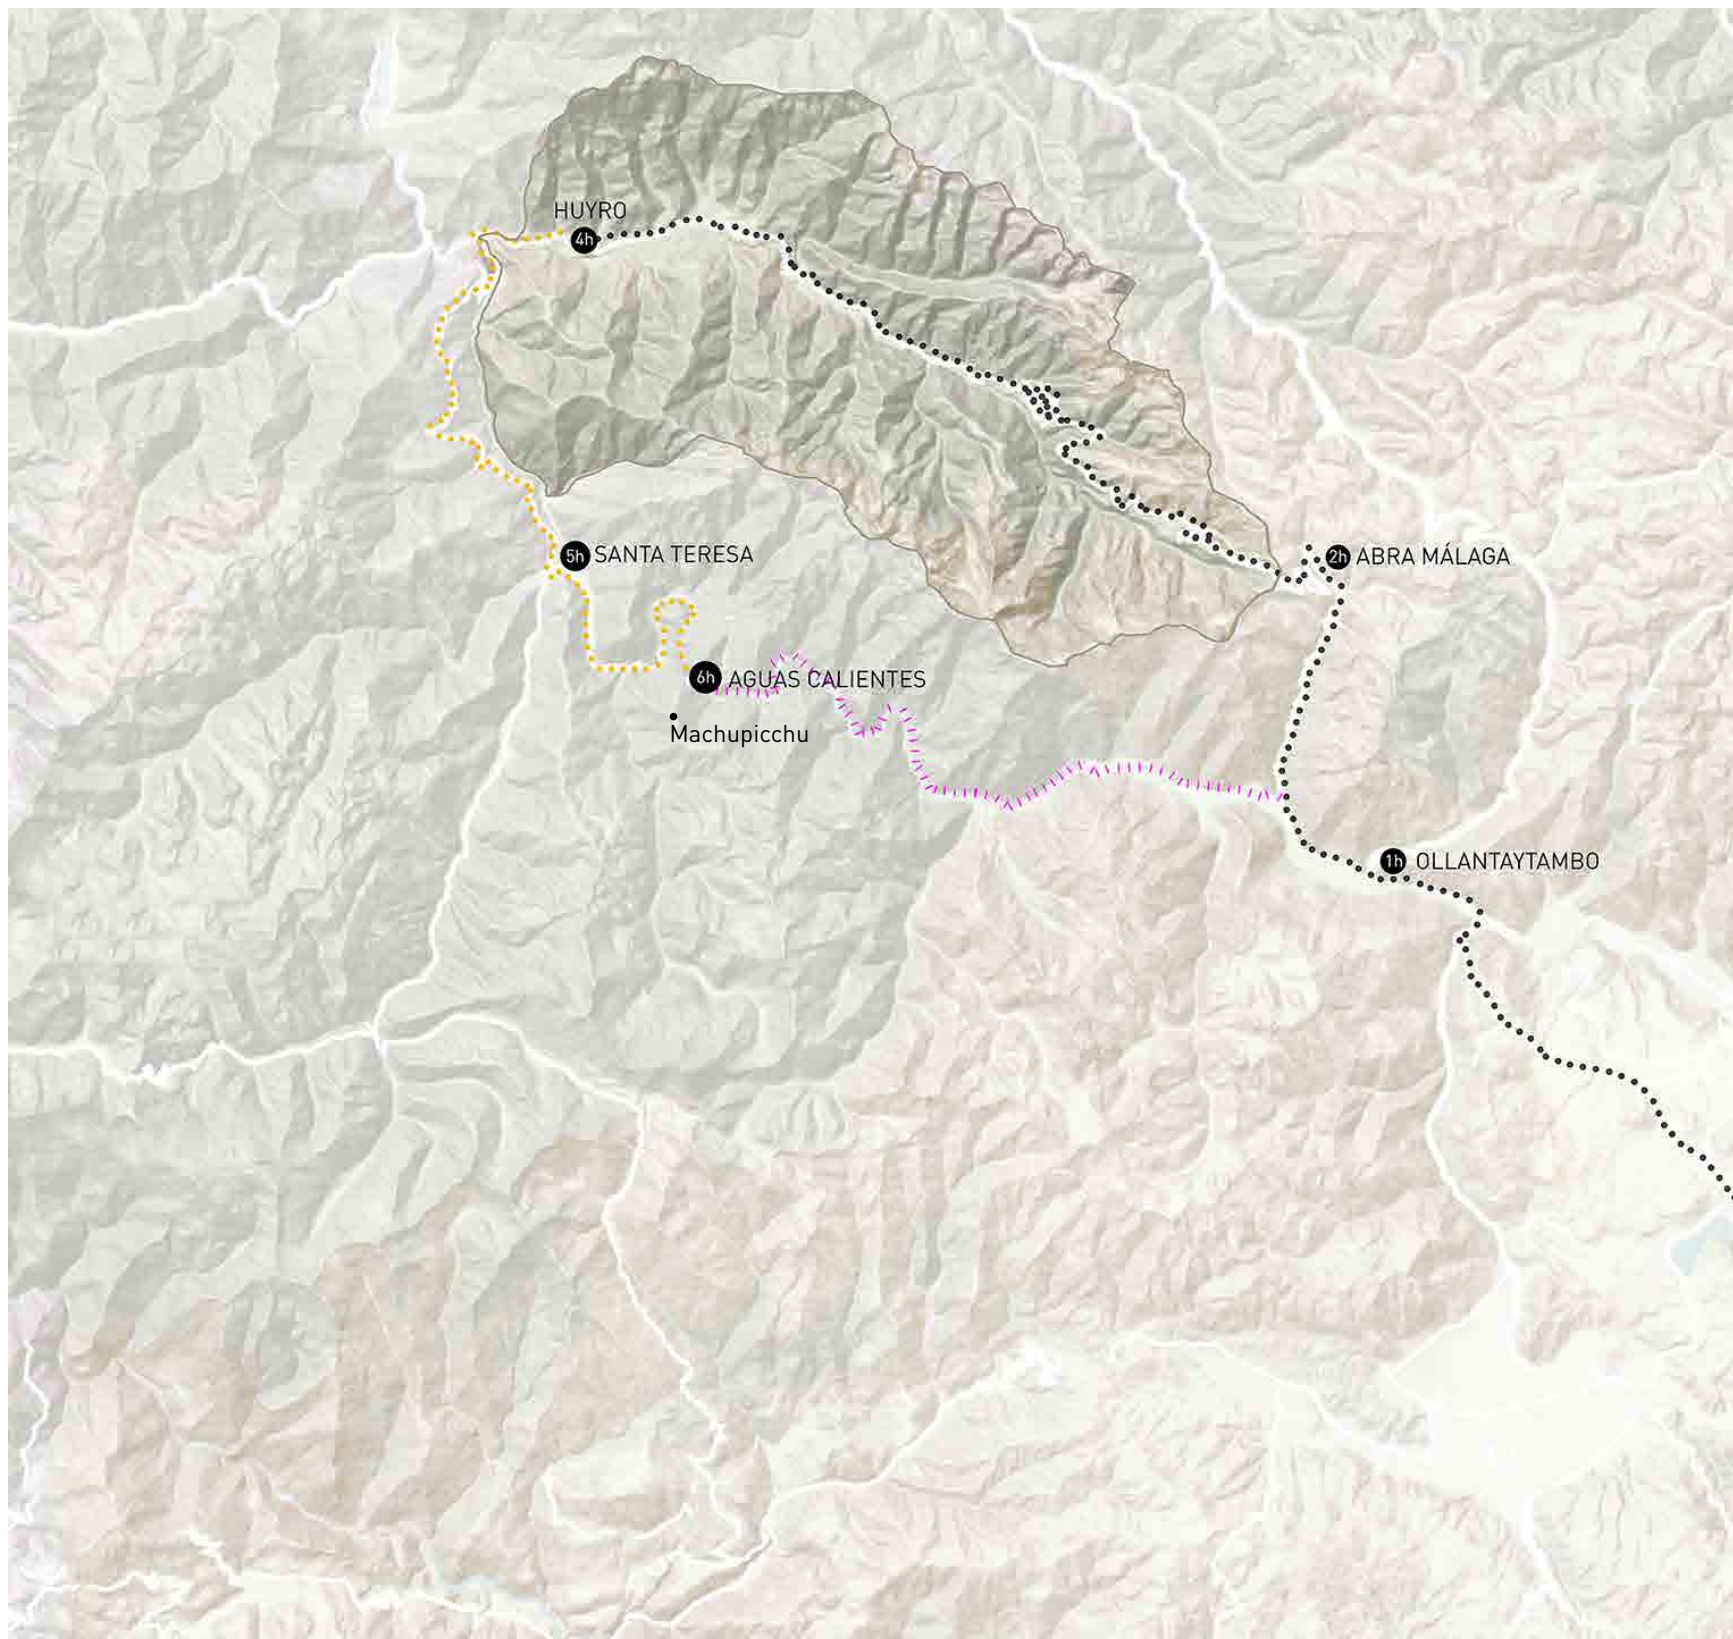 HUYRO
4h
5h SANTA TERESA
2h ABRA MÁLAGA
6h AGUAS CALIENTES
Machupicchu
1h OLLANTAYTAMBO